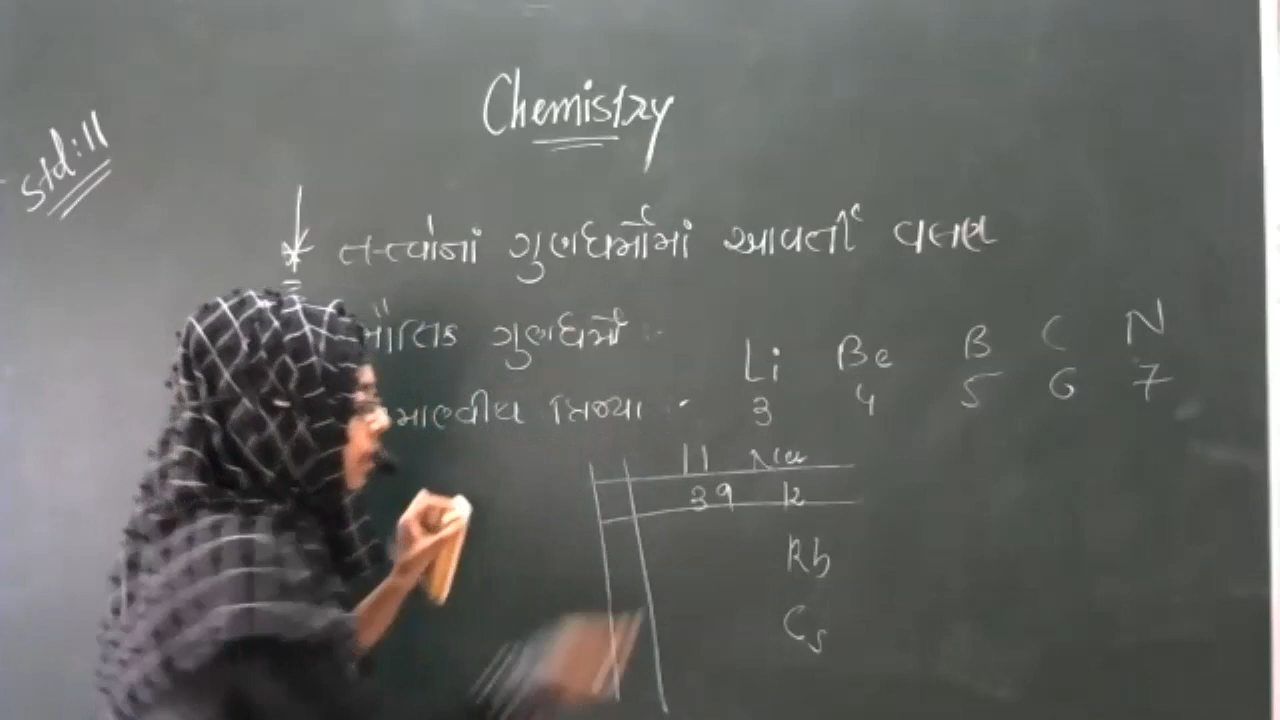 Chemistry
Std:11
તત્ત્વોનાં ગુણધર્મોમાં આવર્તી વલણ
ભૌતિક ગુણધર્મો :-
Li Be B C N
3 4 5 6 7
ત્રિજ્યા :-
11 Na
39 K
Rb
Cs